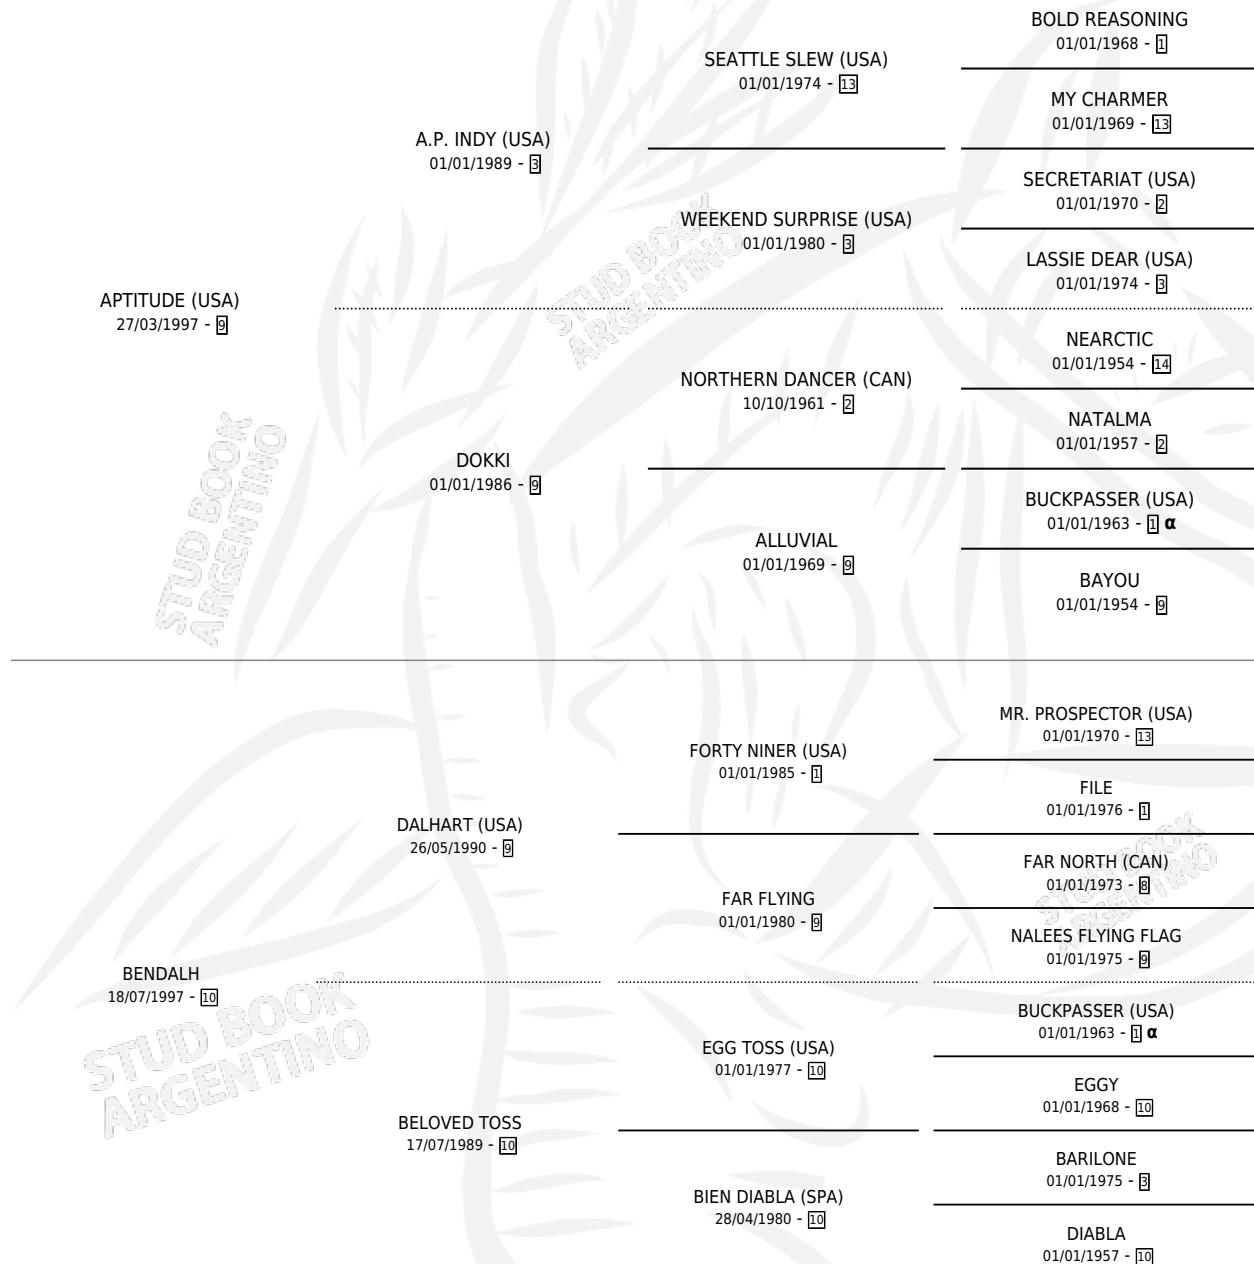 BOLD REASONING
01/01/1968 - 1
SEATTLE SLEW (USA)
01/01/1974 - 13
MY CHARMER
01/01/1969 - 13
A.P. INDY (USA)
01/01/1989 - 3
SECRETARIAT (USA)
01/01/1970 - 2
WEEKEND SURPRISE (USA)
01/01/1980 - 3
LASSIE DEAR (USA)
01/01/1974 - 3
APTITUDE (USA)
27/03/1997 - 9
NEARCTIC
01/01/1954 - 14
NORTHERN DANCER (CAN)
10/10/1961 - 2
NATALMA
01/01/1957 - 2
DOKKI
01/01/1986 - 9
BUCKPASSER (USA)
01/01/1963 - 1 α
ALLUVIAL
01/01/1969 - 9
BAYOU
01/01/1954 - 9
MR. PROSPECTOR (USA)
01/01/1970 - 13
FORTY NINER (USA)
01/01/1985 - 1
FILE
01/01/1976 - 1
DALHART (USA)
26/05/1990 - 9
FAR NORTH (CAN)
01/01/1973 - 8
FAR FLYING
01/01/1980 - 9
NALEES FLYING FLAG
01/01/1975 - 9
BENDALH
18/07/1997 - 10
BUCKPASSER (USA)
01/01/1963 - 1 α
EGG TOSS (USA)
01/01/1977 - 10
EGGY
01/01/1968 - 10
BELOVED TOSS
17/07/1989 - 10
BARILONE
01/01/1975 - 3
BIEN DIABLA (SPA)
28/04/1980 - 10
DIABLA
01/01/1957 - 10
STUD BOOK
ARGENTINO
STUD BOOK
ARGENTINO
STUD BOOK
ARGENTINO
STUD BOOK
ARGENTINO